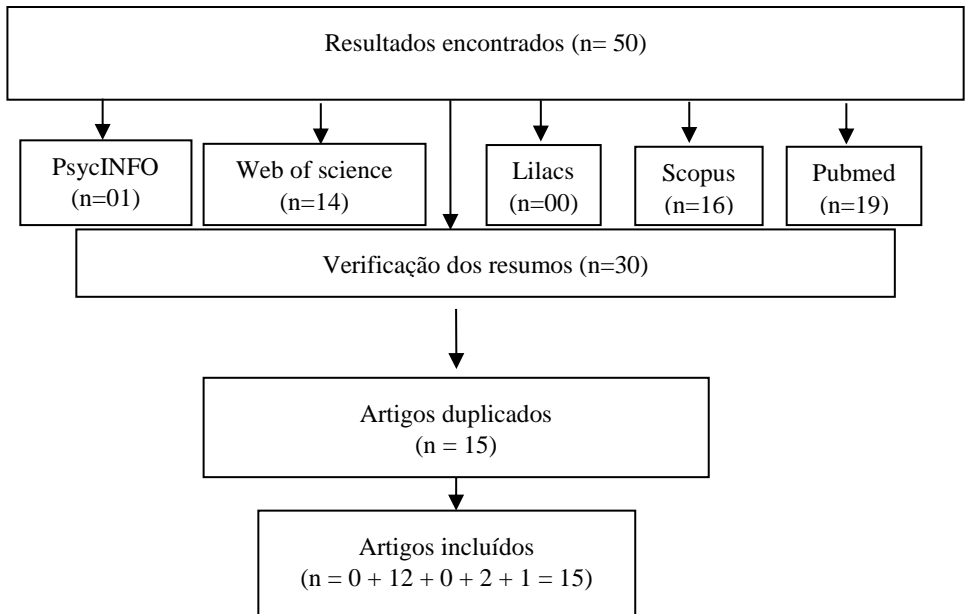 Resultados encontrados (n= 50)
PsycINFO
(n=01)
Web of science
(n=14)
Lilacs
(n=00)
Scopus
(n=16)
Pubmed
(n=19)
Verificação dos resumos (n=30)
Artigos duplicados
(n = 15)
Artigos incluídos
(n = 0 + 12 + 0 + 2 + 1 = 15)